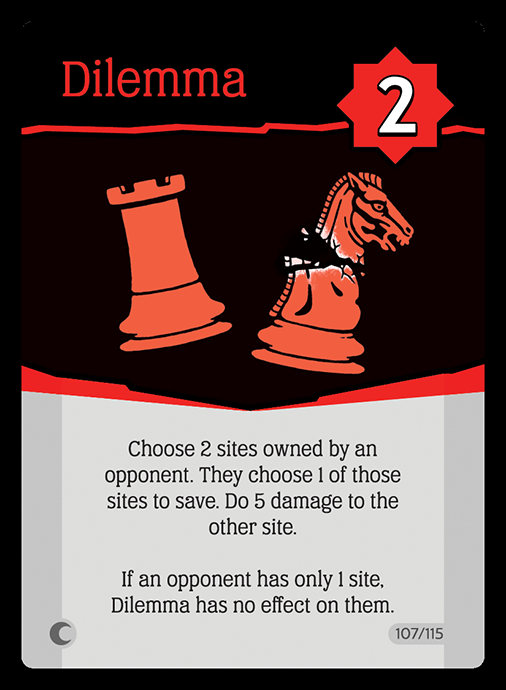 Dilemma
2
Choose 2 sites owned by an
opponent. They choose 1 of those
sites to save. Do 5 damage to the
other site.
If an opponent has only 1 site,
Dilemma has no effect on them.
107/115